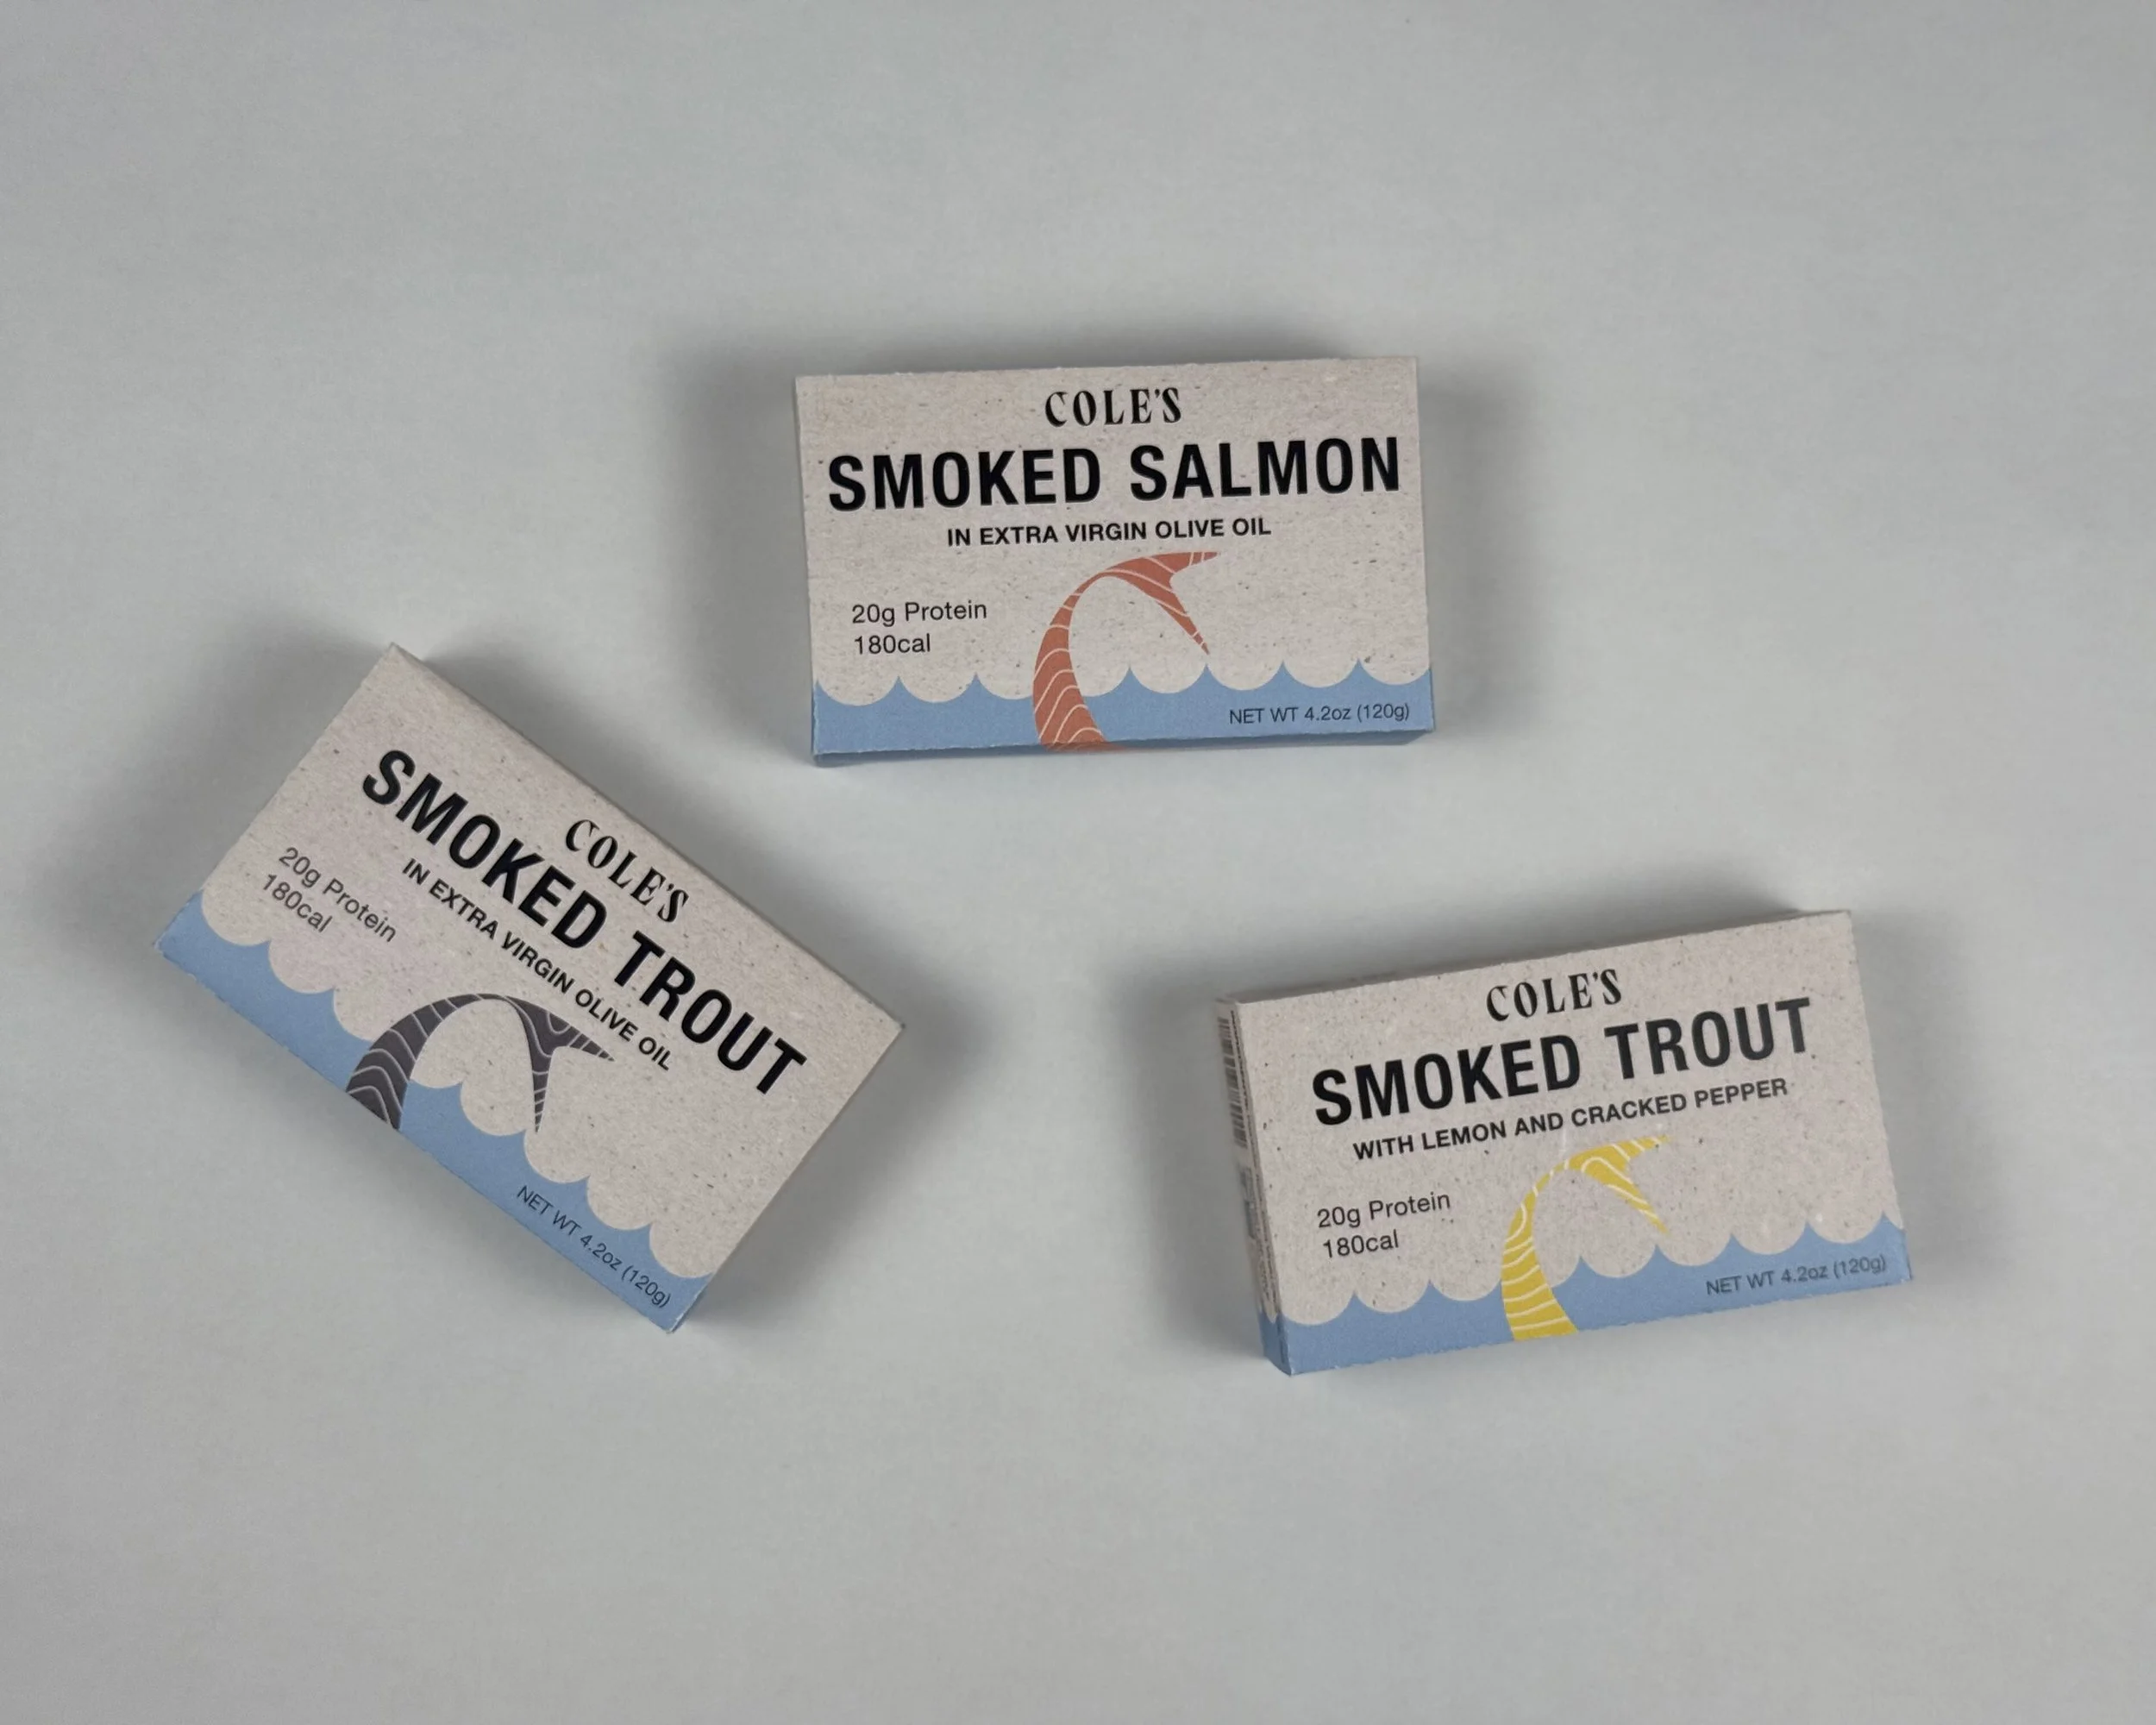 COLE'S
SMOKED SALMON
IN EXTRA VIRGIN OLIVE OIL
20g Protein
180cal
NET WT 4.2oz (120g)
COLE'S
SMOKED TROUT
IN EXTRA VIRGIN OLIVE OIL
20g Protein
180cal
NET WT 4.2oz (120g)
COLE'S
SMOKED TROUT
WITH LEMON AND CRACKED PEPPER
20g Protein
180cal
NET WT 4.2oz (120g)